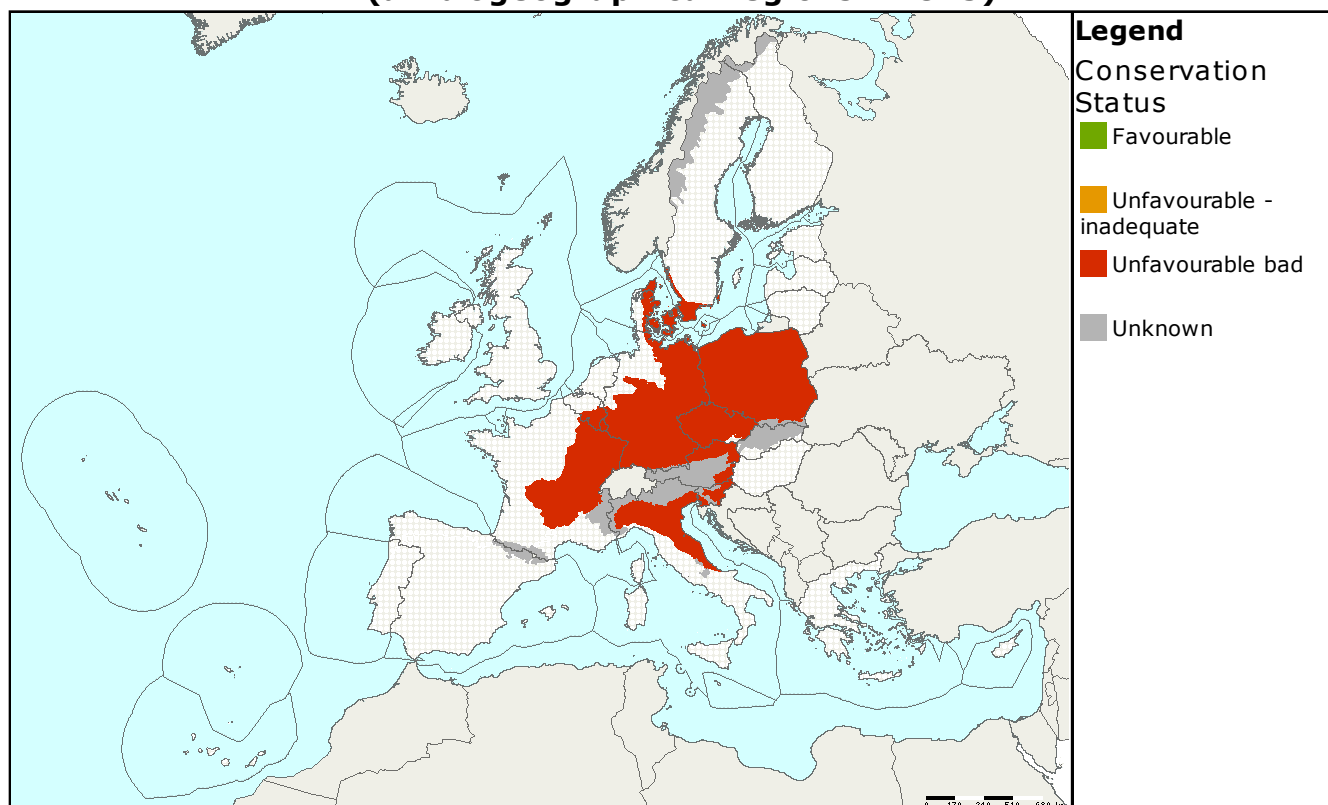 Legend
Conservation
Status
Favourable
Unfavourable -
inadequate
Unfavourable bad
Unknown